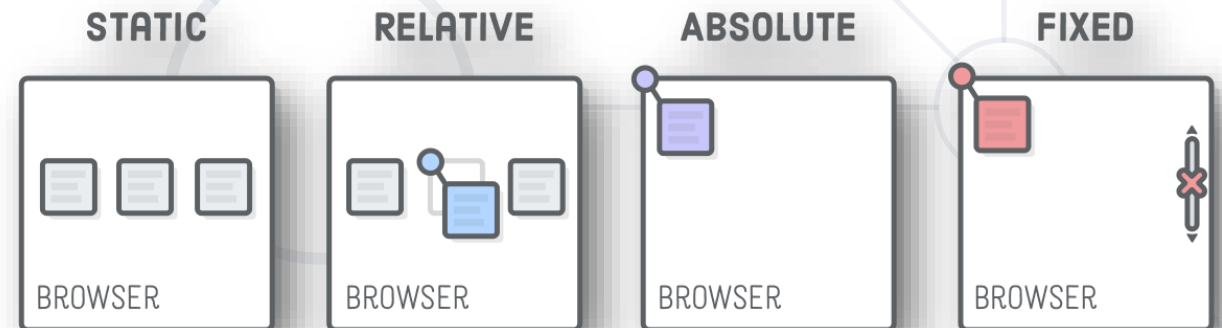 STATIC
RELATIVE
ABSOLUTE
FIXED
BROWSER
BROWSER
BROWSER
BROWSER